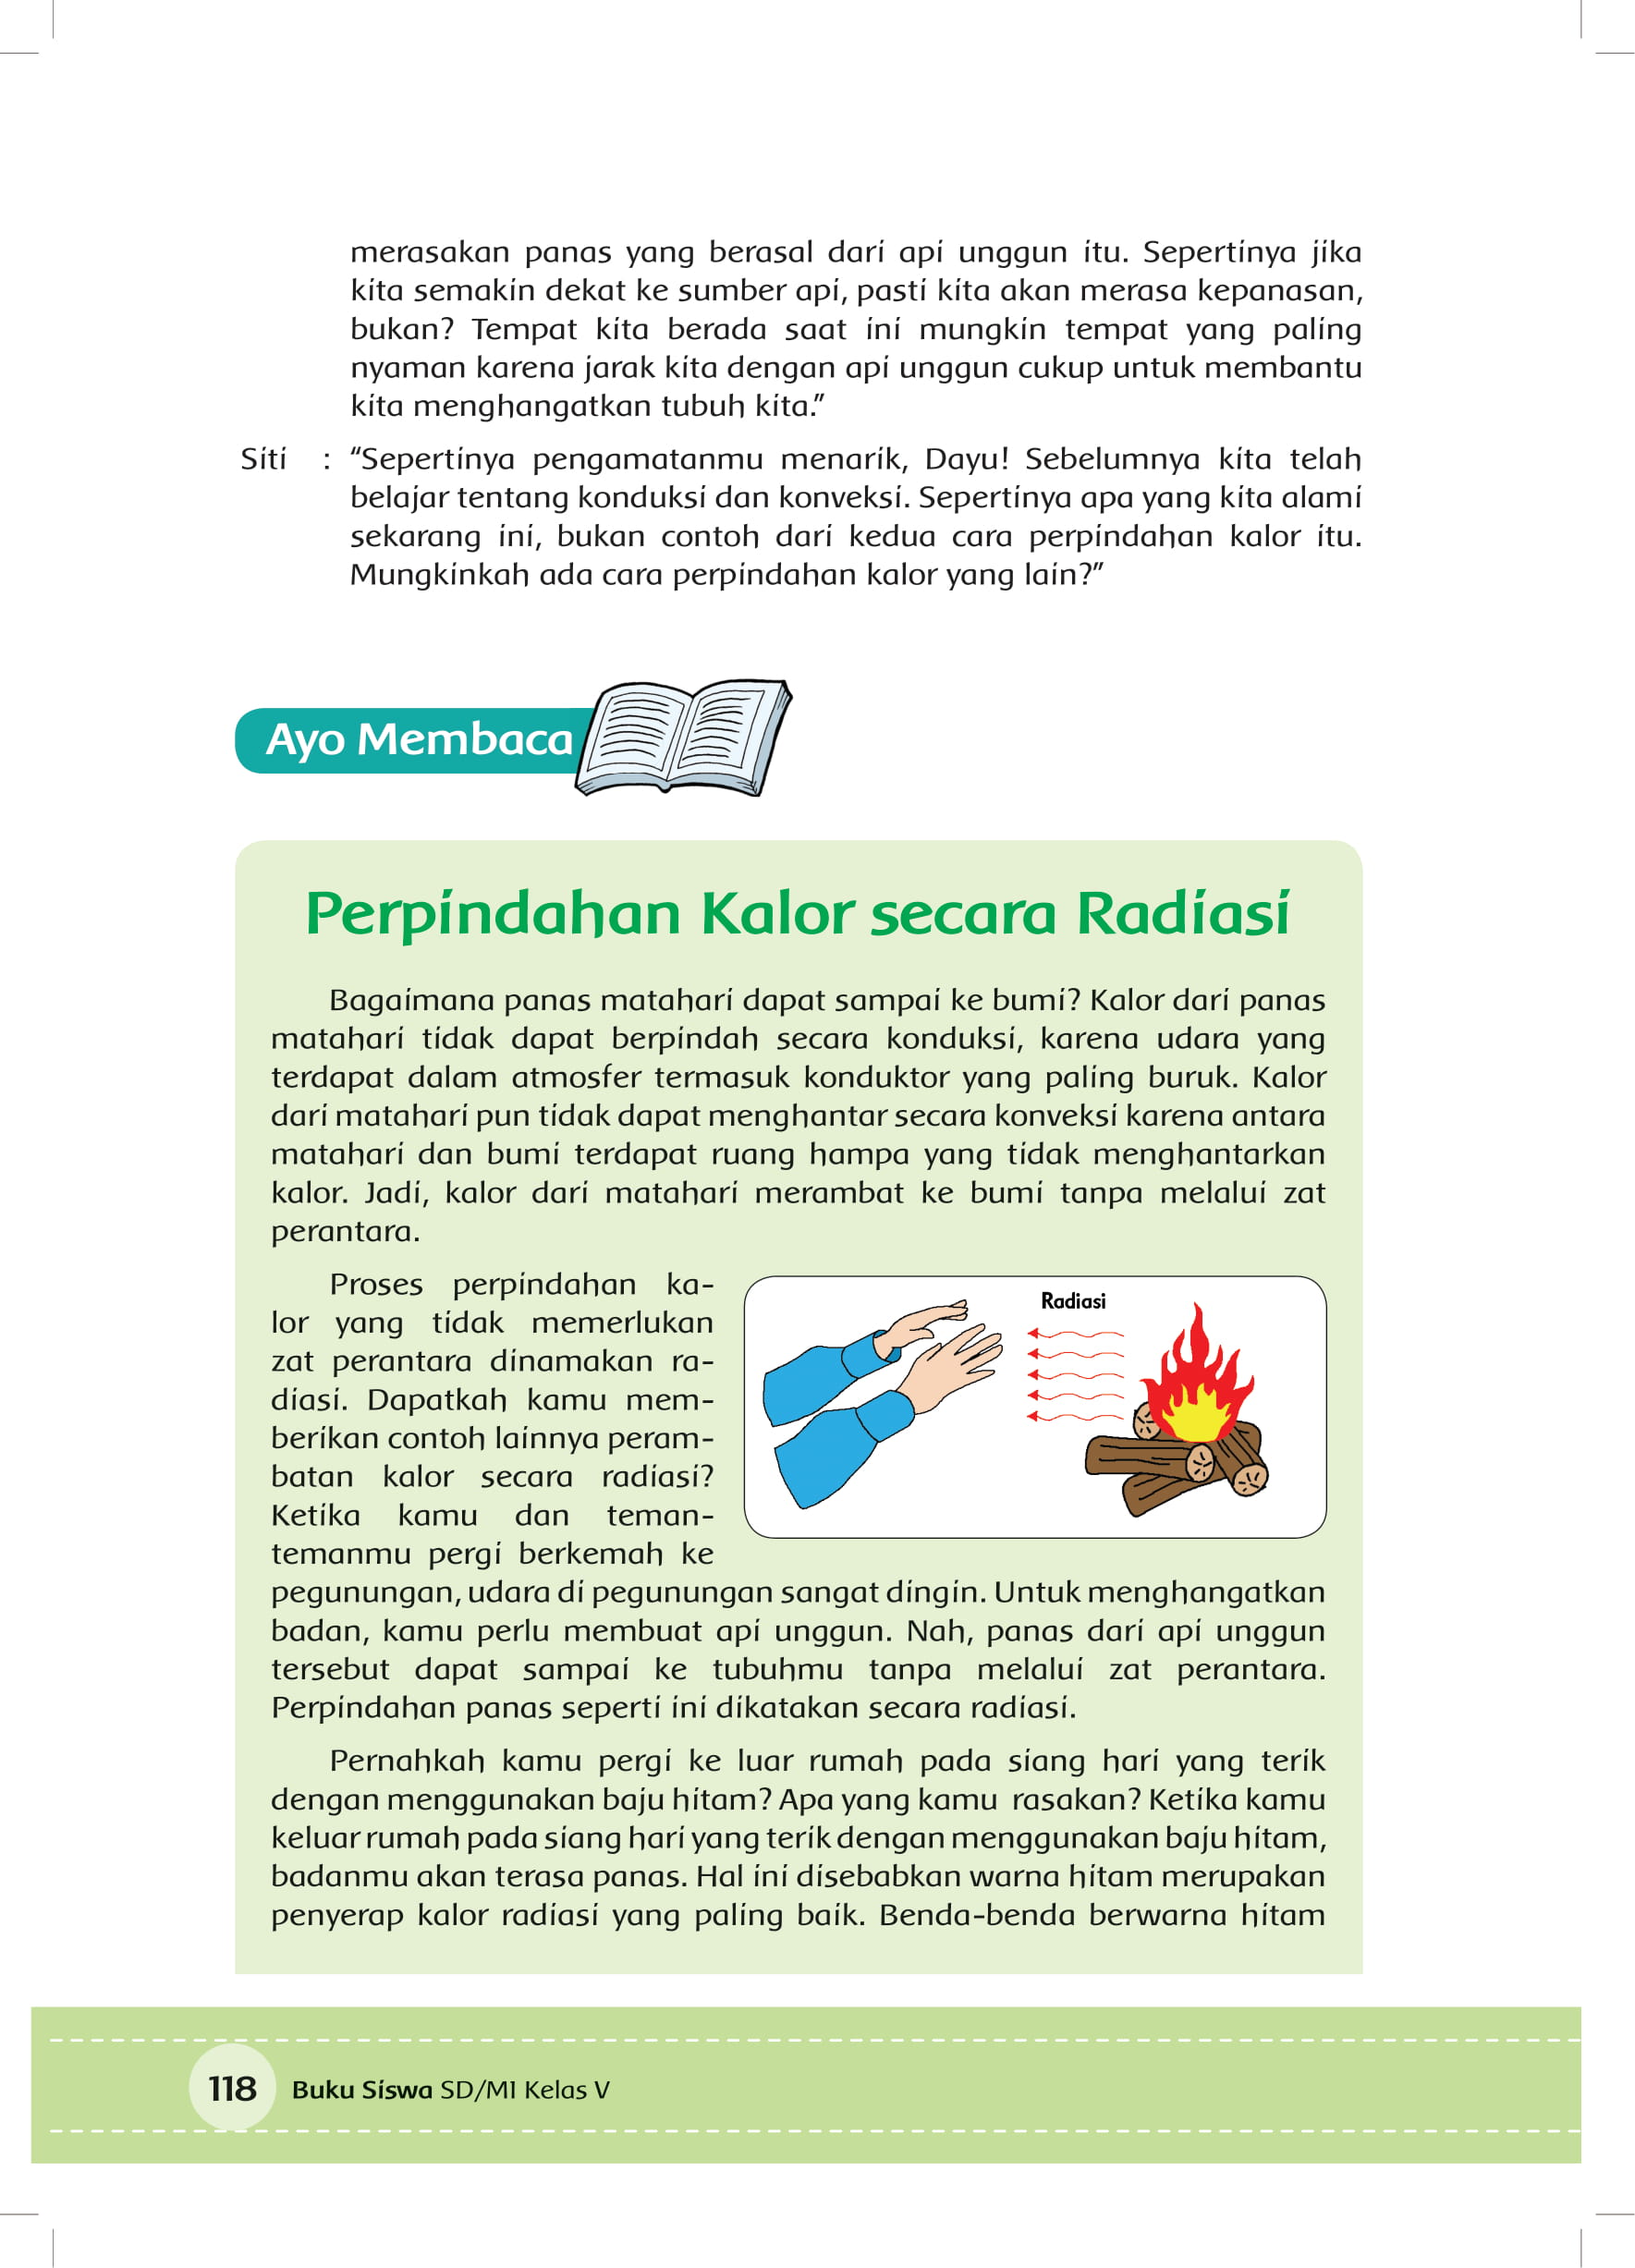 merasakan panas yang berasal dari api unggun itu. Sepertinya jika
kita semakin dekat ke sumber api, pasti kita akan merasa kepanasan,
bukan? Tempat kita berada saat ini mungkin tempat yang paling
nyaman karena jarak kita dengan api unggun cukup untuk membantu
kita menghangatkan tubuh kita.”
Siti : “Sepertinya pengamatanmu menarik, Dayu! Sebelumnya kita telah
belajar tentang konduksi dan konveksi. Sepertinya apa yang kita alami
sekarang ini, bukan contoh dari kedua cara perpindahan kalor itu.
Mungkinkah ada cara perpindahan kalor yang lain?”
Ayo Membaca
Perpindahan Kalor secara Radiasi
Bagaimana panas matahari dapat sampai ke bumi? Kalor dari panas
matahari tidak dapat berpindah secara konduksi, karena udara yang
terdapat dalam atmosfer termasuk konduktor yang paling buruk. Kalor
dari matahari pun tidak dapat menghantar secara konveksi karena antara
matahari dan bumi terdapat ruang hampa yang tidak menghantarkan
kalor. Jadi, kalor dari matahari merambat ke bumi tanpa melalui zat
perantara.
Proses perpindahan ka-
lor yang tidak memerlukan
zat perantara dinamakan ra-
diasi. Dapatkah kamu mem-
berikan contoh lainnya peram-
batan kalor secara radiasi?
Ketika kamu dan teman-
temanmu pergi berkemah ke
pegunungan, udara di pegunungan sangat dingin. Untuk menghangatkan
badan, kamu perlu membuat api unggun. Nah, panas dari api unggun
tersebut dapat sampai ke tubuhmu tanpa melalui zat perantara.
Perpindahan panas seperti ini dikatakan secara radiasi.
Radiasi
Pernahkah kamu pergi ke luar rumah pada siang hari yang terik
dengan menggunakan baju hitam? Apa yang kamu rasakan? Ketika kamu
keluar rumah pada siang hari yang terik dengan menggunakan baju hitam,
badanmu akan terasa panas. Hal ini disebabkan warna hitam merupakan
penyerap kalor radiasi yang paling baik. Benda-benda berwarna hitam
118 Buku Siswa SD/MI Kelas V